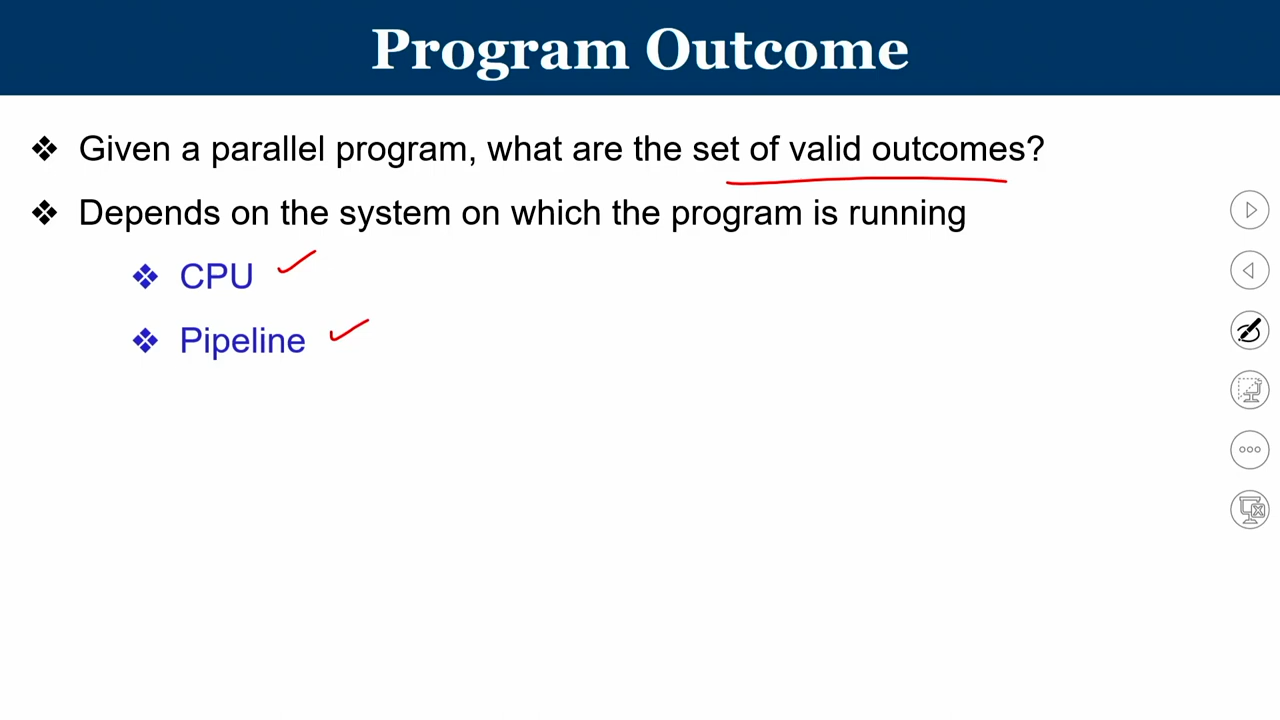 Program Outcome
❖ Given a parallel program, what are the set of valid outcomes?
❖ Depends on the system on which the program is running
❖ CPU
❖ Pipeline